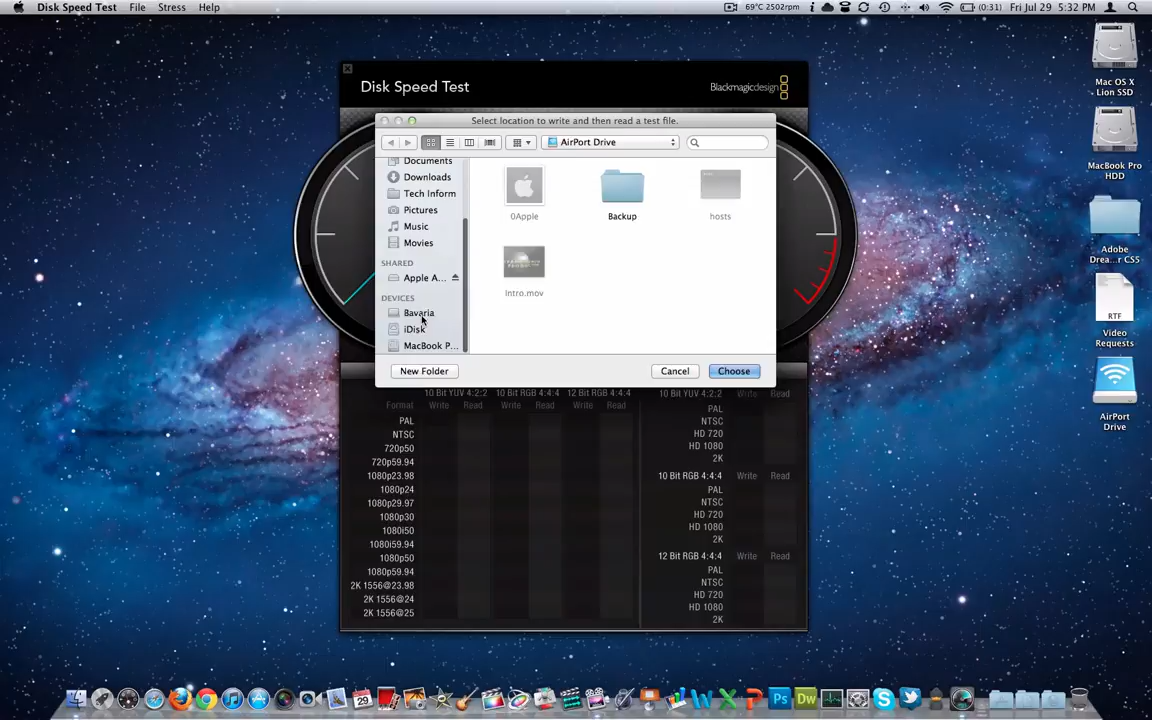 Disk Speed Test File Stress Help
69°C 2502rpm
(0:31) Fri Jul 29 5:32 PM
Disk Speed Test
Blackmagicdesign
Select location to write and then read a test file.
AirPort Drive
Documents
Downloads
Tech Inform
Pictures
Music
Movies
SHARED
Apple A...
DEVICES
Bavaria
iDisk
MacBook P...
0Apple
Backup
hosts
Intro.mov
New Folder
Cancel
Choose
10 Bit YUV 4:2:2 10 Bit RGB 4:4:4 12 Bit RGB 4:4:4
Format Write Read Write Read Write Read
PAL
NTSC
720p50
720p59.94
1080p23.98
1080p24
1080p29.97
1080p30
1080i50
1080i59.94
1080p50
1080p59.94
2K 1556@23.98
2K 1556@24
2K 1556@25
10 Bit YUV 4:2:2 Write Read
PAL
NTSC
HD 720
HD 1080
2K
10 Bit RGB 4:4:4 Write Read
PAL
NTSC
HD 720
HD 1080
2K
12 Bit RGB 4:4:4 Write Read
PAL
NTSC
HD 720
HD 1080
2K
Mac OS X
Lion SSD
MacBook Pro
HDD
Adobe
Drea...r CS5
RTF
Video
Requests
AirPort
Drive
29
Ps
Dw